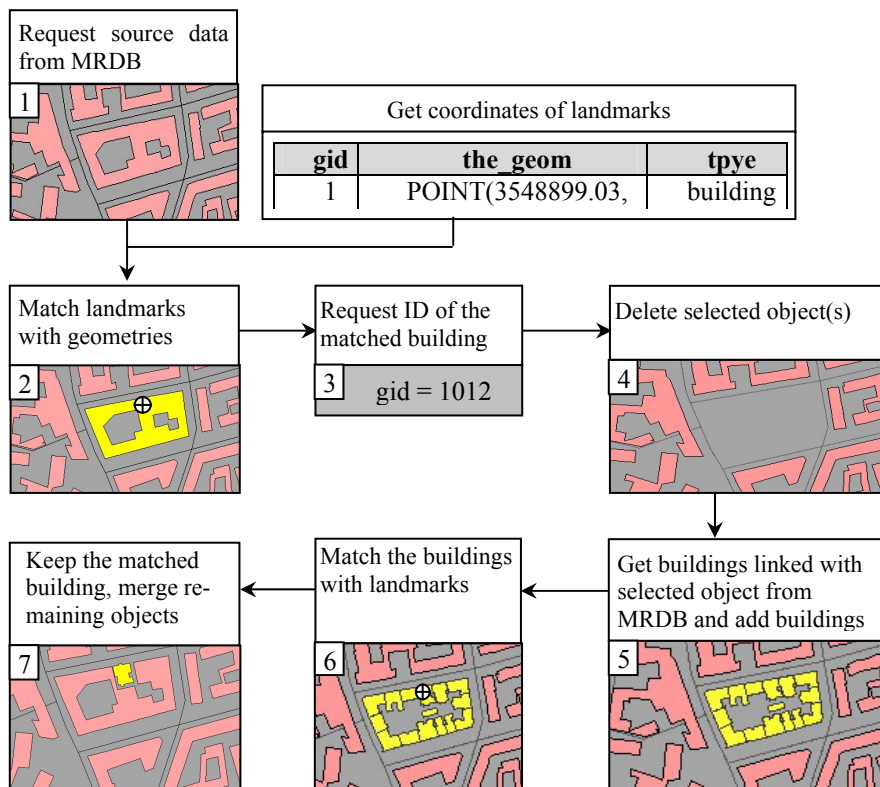 Request source data
from MRDB
1
Get coordinates of landmarks
gid the_geom tpye
1 POINT(3548899.03, building
Match landmarks
with geometries
2
Request ID of the
matched building
3
gid = 1012
Delete selected object(s)
4
Keep the matched
building, merge re-
maining objects
7
Match the buildings
with landmarks
6
Get buildings linked with
selected object from
MRDB and add buildings
5